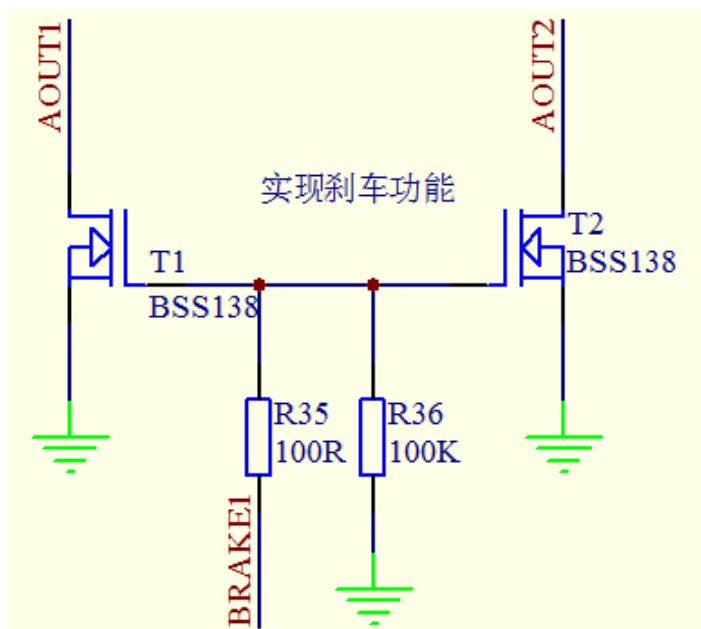 AOUT1
AOUT2
实现刹车功能
T1
BSS138
T2
BSS138
R35
100R
R36
100K
BRAKE1